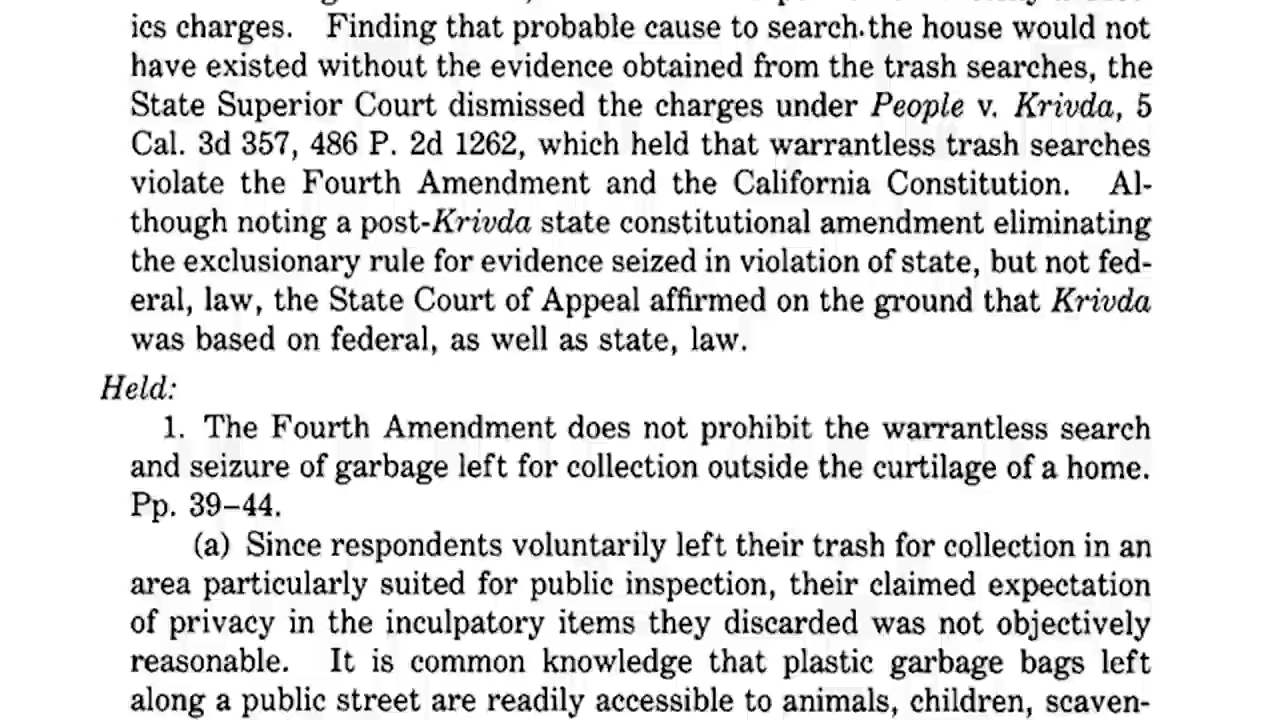 ics charges. Finding that probable cause to search the house would not
have existed without the evidence obtained from the trash searches, the
State Superior Court dismissed the charges under People v. Krivda, 5
Cal. 3d 357, 486 P. 2d 1262, which held that warrantless trash searches
violate the Fourth Amendment and the California Constitution. Al-
though noting a post-Krivda state constitutional amendment eliminating
the exclusionary rule for evidence seized in violation of state, but not fed-
eral, law, the State Court of Appeal affirmed on the ground that Krivda
was based on federal, as well as state, law.
Held:
1. The Fourth Amendment does not prohibit the warrantless search
and seizure of garbage left for collection outside the curtilage of a home.
Pp. 39–44.
(a) Since respondents voluntarily left their trash for collection in an
area particularly suited for public inspection, their claimed expectation
of privacy in the inculpatory items they discarded was not objectively
reasonable. It is common knowledge that plastic garbage bags left
along a public street are readily accessible to animals, children, scaven-